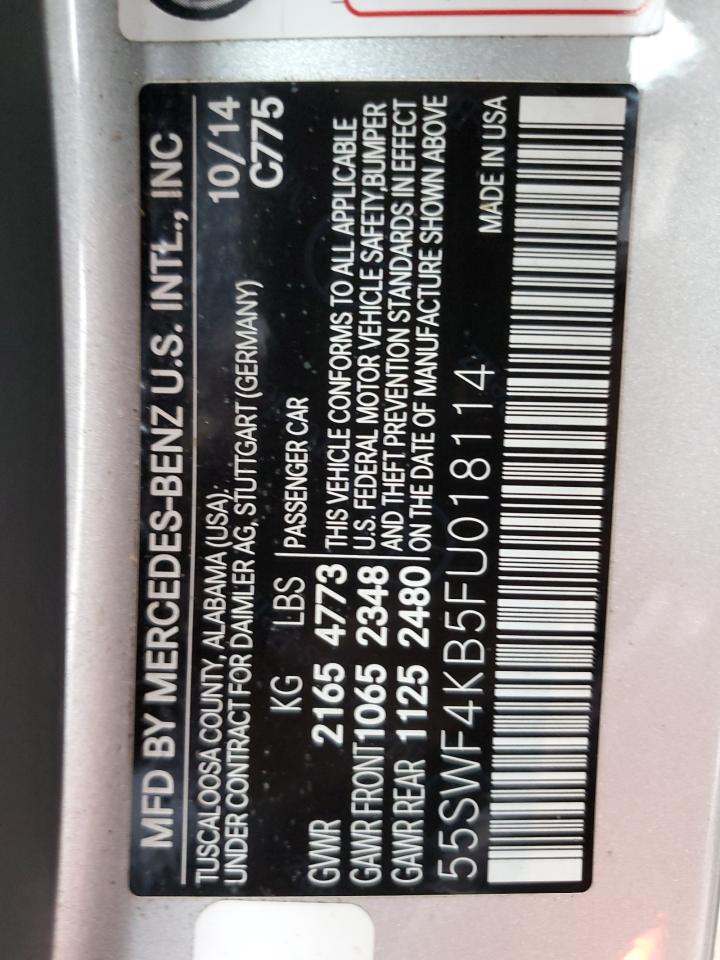 MFD BY MERCEDES-BENZ U.S. INTL., INC
TUSCALOOSA COUNTY, ALABAMA (USA), 10/14
UNDER CONTRACT FOR DAIMLER AG, STUTTGART (GERMANY) C775
KG LBS PASSENGER CAR
GVWR 2165 4773 THIS VEHICLE CONFORMS TO ALL APPLICABLE
GAWR FRONT 1065 2348 U.S. FEDERAL MOTOR VEHICLE SAFETY, BUMPER
GAWR REAR 1125 2480 AND THEFT PREVENTION STANDARDS IN EFFECT
ON THE DATE OF MANUFACTURE SHOWN ABOVE
55SWF4KB5FU018114 MADE IN USA